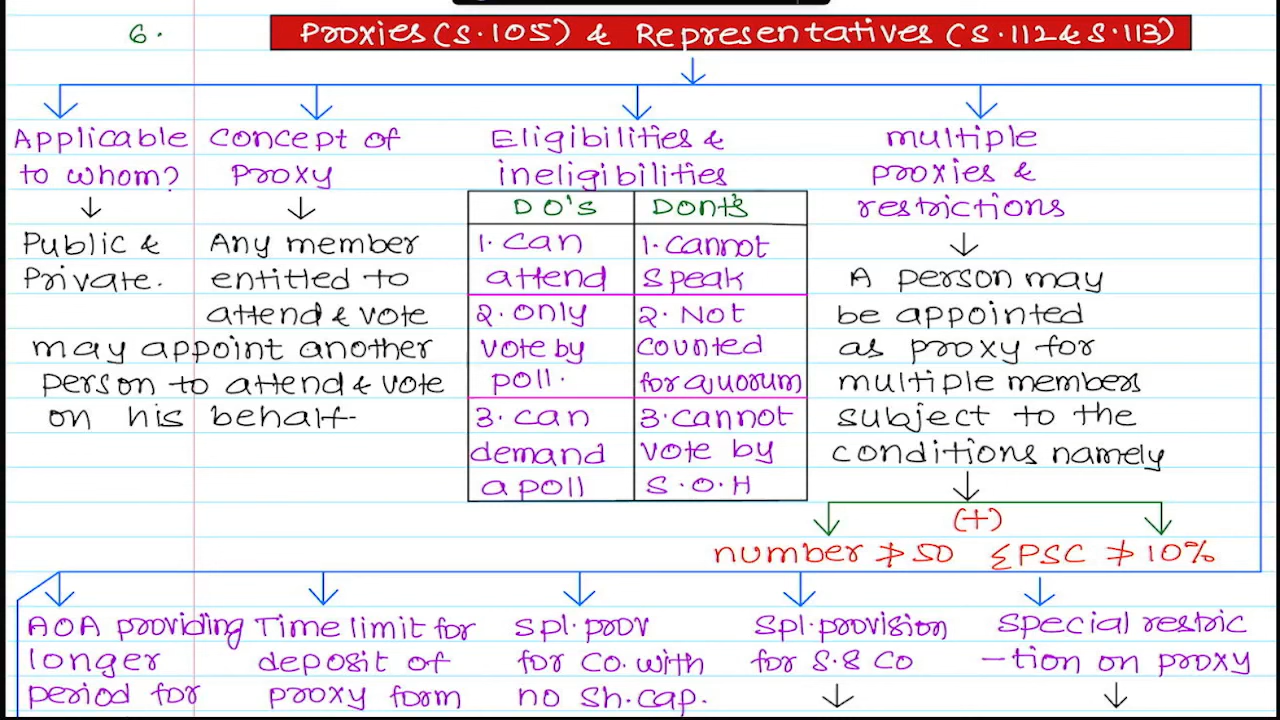 6.
Proxies (S.105) & Representatives (S.112 & S.113)
Applicable
to whom?
Public &
Private.
Concept of
Proxy
Any member
entitled to
attend & vote
may appoint another
person to attend & vote
on his behalf-
Eligibilities &
ineligibilities
DO'S
1. can
attend
2. only
vote by
poll.
3. can
demand
a poll
Dont's
1. cannot
speak
2. Not
counted
for quorum
3. cannot
vote by
S.O.H
multiple
proxies &
restrictions
A person may
be appointed
as proxy for
multiple members
subject to the
conditions namely
(+)
number ≯ 50
ξPSC ≯ 10%
AOA providing
longer
period for
Time limit for
deposit of
proxy form
spl. prov
for Co. with
no Sh. cap.
Spl. provision
for S.8 Co
Special restric
-tion on proxy